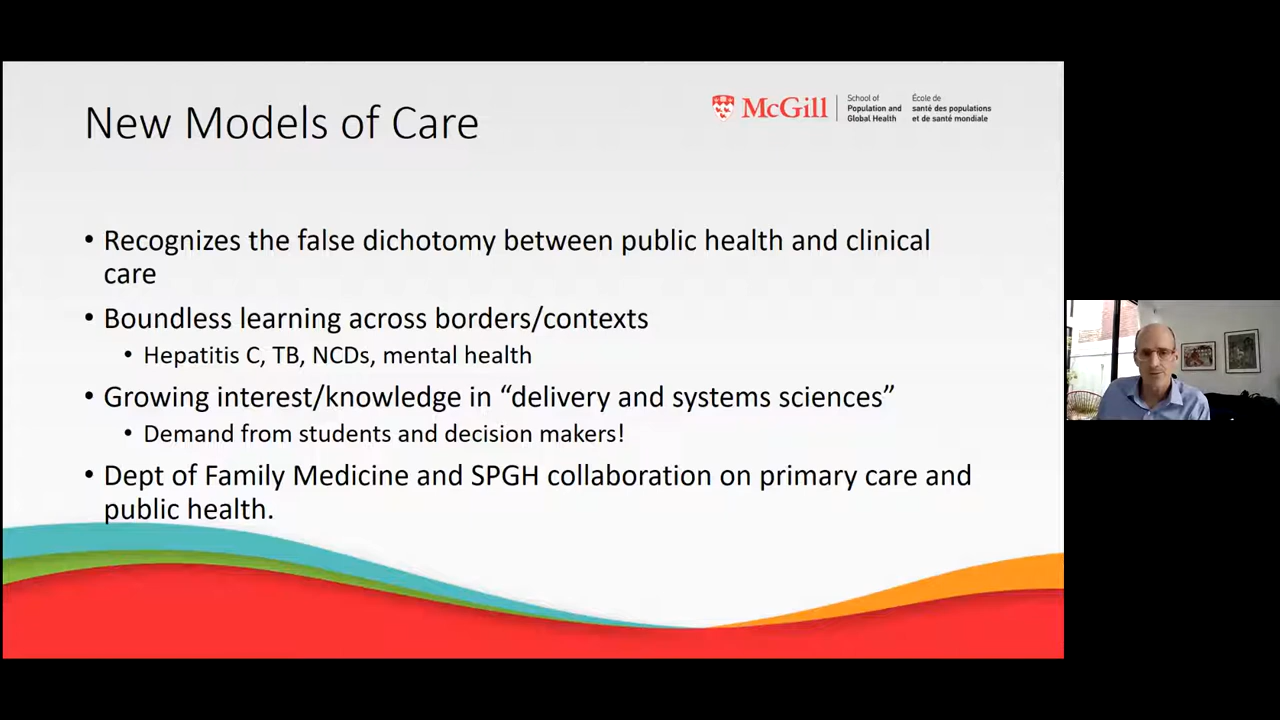 New Models of Care
McGill
School of
Population and
Global Health
École de
santé des populations
et de santé mondiale
• Recognizes the false dichotomy between public health and clinical
care
• Boundless learning across borders/contexts
• Hepatitis C, TB, NCDs, mental health
• Growing interest/knowledge in “delivery and systems sciences”
• Demand from students and decision makers!
• Dept of Family Medicine and SPGH collaboration on primary care and
public health.